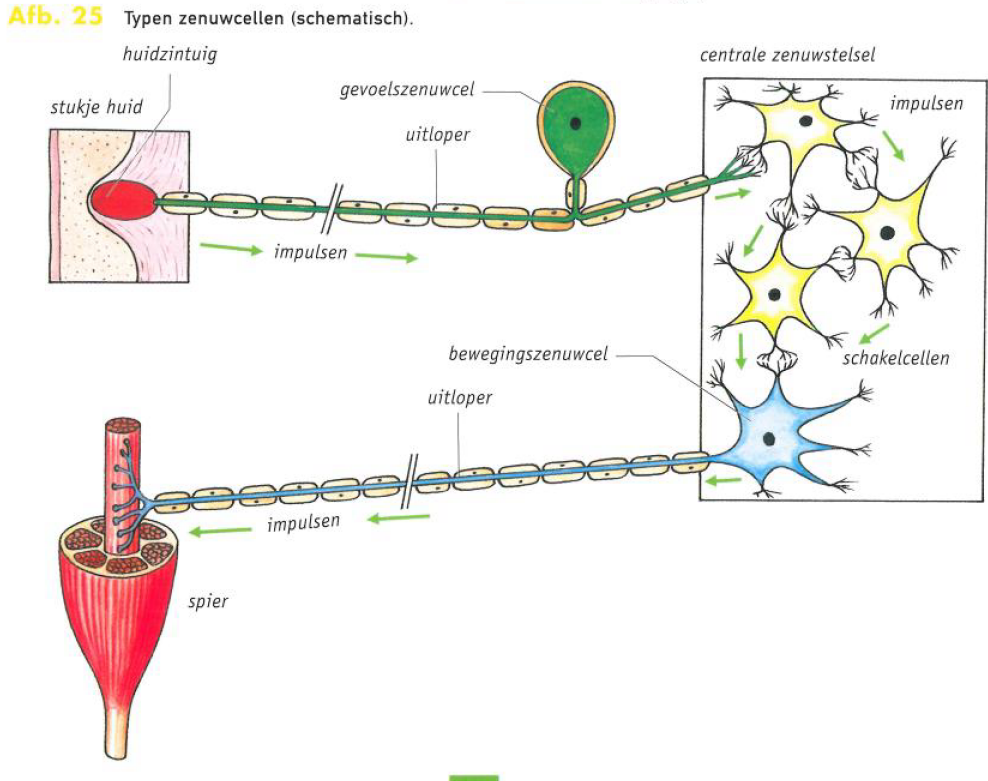 Afb. 25 Typen zenuwcellen (schematisch).
huidzintuig
centrale zenuwstelsel
stukje huid
gevoelszenuwcel
impulsen
uitloper
impulsen
bewegingszenuwcel
schakelcellen
uitloper
impulsen
spier